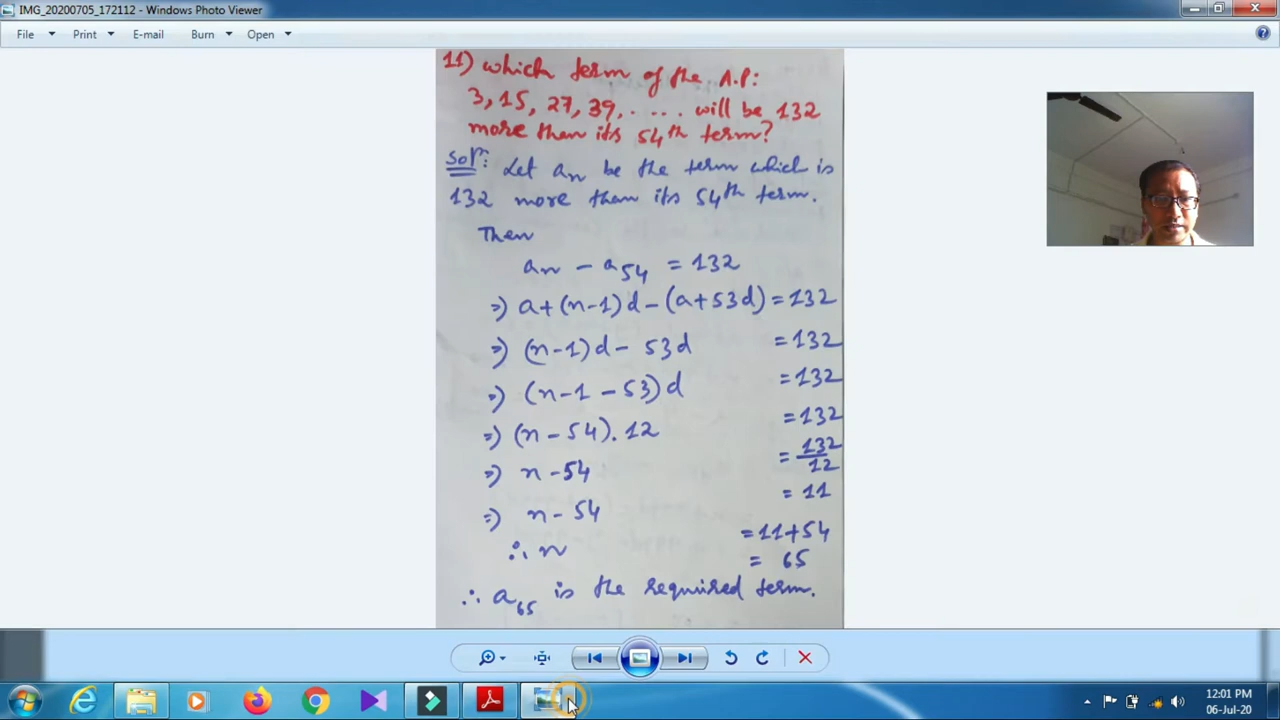 IMG_20200705_172112 - Windows Photo Viewer
File Print E-mail Burn Open
11) which term of the A.P:
3, 15, 27, 39, ..... will be 132
more than its 54th term?
Solⁿ: Let an be the term which is
132 more than its 54th term.
Then
an - a54 = 132
⇒) a+(n-1)d-(a+53d) = 132
⇒) (n-1)d - 53d = 132
⇒) (n-1-53)d = 132
⇒) (n-54).12 = 132
⇒) n-54 = 132/12
⇒) n-54 = 11
∴ n = 11+54
= 65
∴ a65 is the required term.
12:01 PM
06-Jul-20